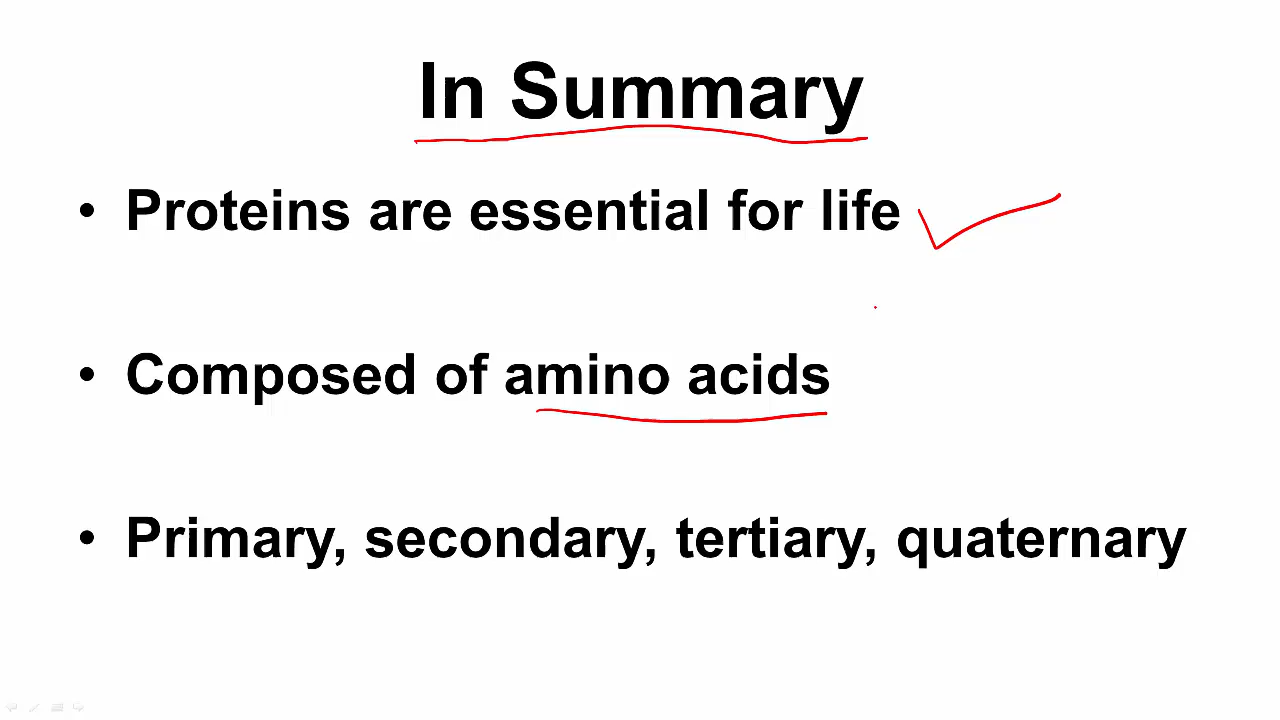 In Summary
• Proteins are essential for life
• Composed of amino acids
• Primary, secondary, tertiary, quaternary